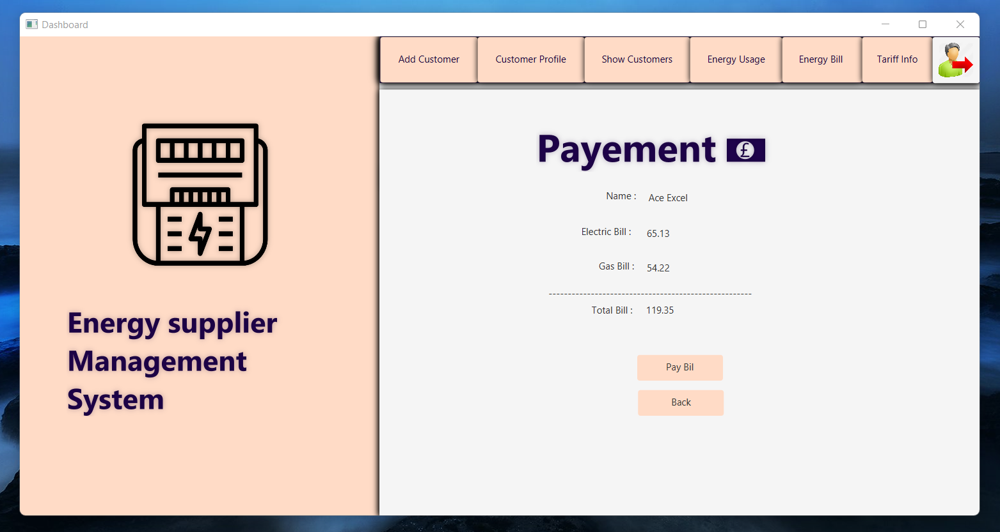 Dashboard
Add Customer
Customer Profile
Show Customers
Energy Usage
Energy Bill
Tariff Info
Energy supplier
Management
System
Payement £
Name : Ace Excel
Electric Bill : 65.13
Gas Bill : 54.22
-----------------------------------------------------
Total Bill : 119.35
Pay Bil
Back